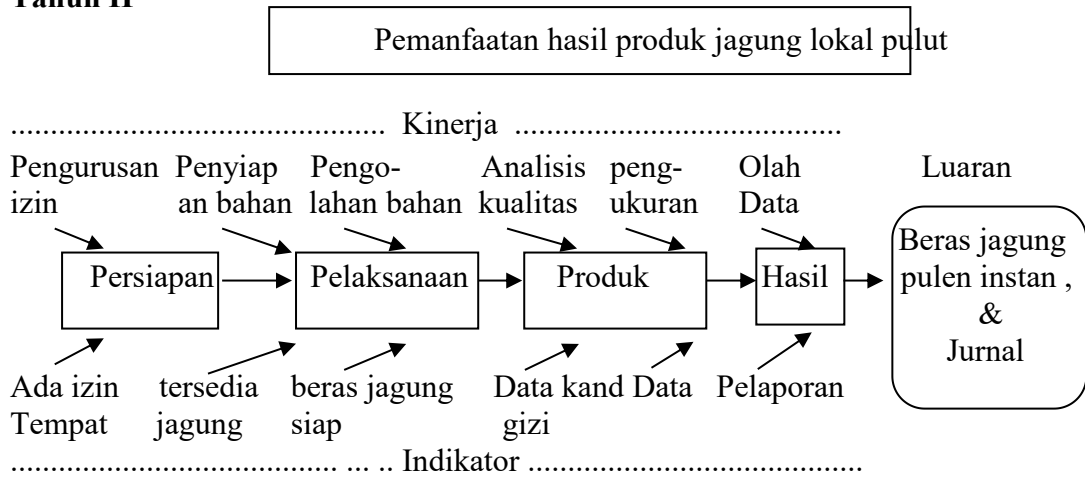 Tahun II
Pemanfaatan hasil produk jagung lokal pulut
............................................... Kinerja .........................................
Pengurusan Penyiap Pengo- Analisis peng- Olah Luaran
izin an bahan lahan bahan kualitas ukuran Data
Persiapan Pelaksanaan Produk Hasil
Beras jagung
pulen instan ,
&
Jurnal
Ada izin tersedia beras jagung Data kand Data Pelaporan
Tempat jagung siap gizi
......................................... ... .. Indikator ..........................................